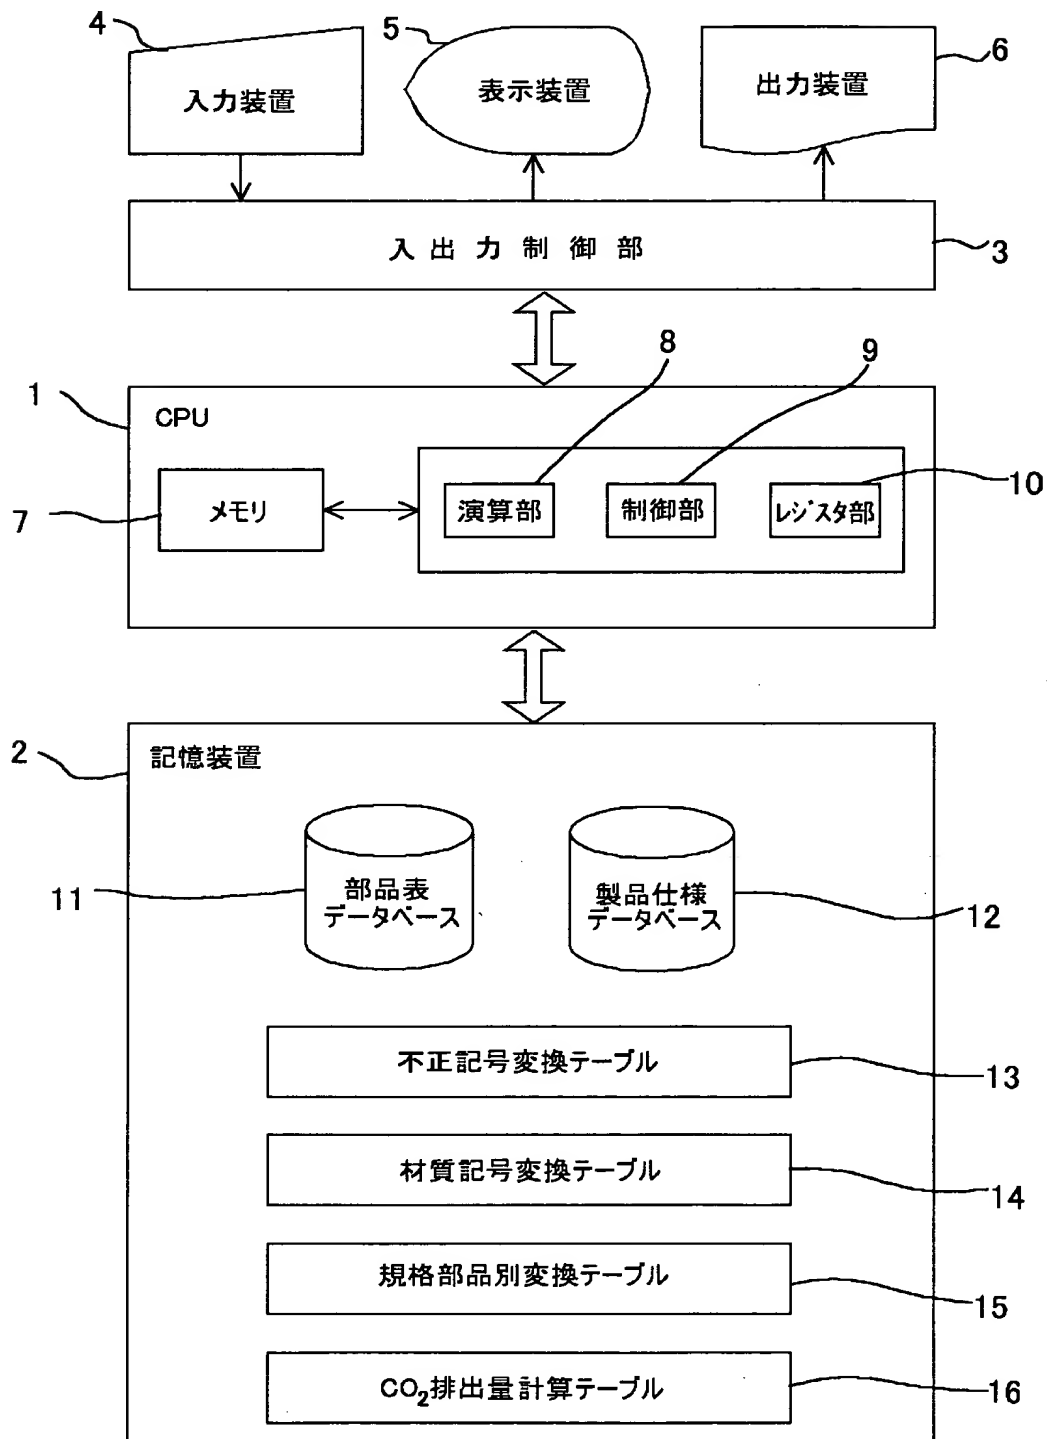 4
5
6
入力装置
表示装置
出力装置
入出力制御部
3
8
9
1
CPU
10
7
メモリ
演算部
制御部
レジスタ部
2
記憶装置
11
部品表
データベース
製品仕様
データベース
12
不正記号変換テーブル
13
材質記号変換テーブル
14
規格部品別変換テーブル
15
CO₂排出量計算テーブル
16